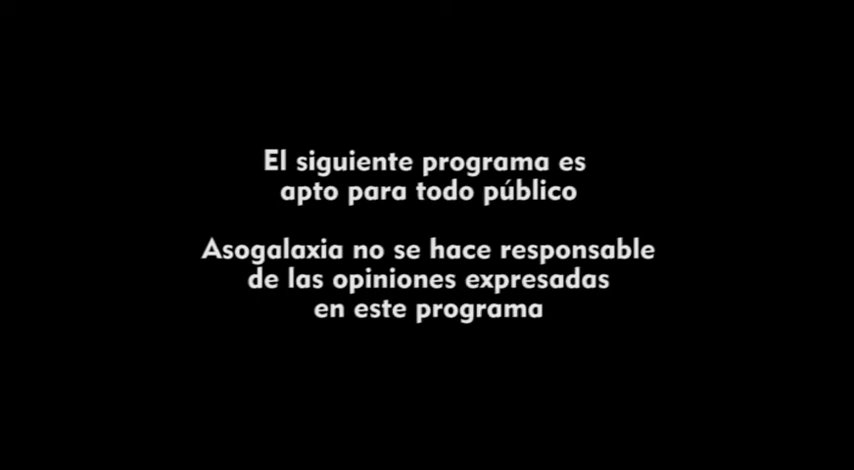 El siguiente programa es
apto para todo público
Asogalaxia no se hace responsable
de las opiniones expresadas
en este programa